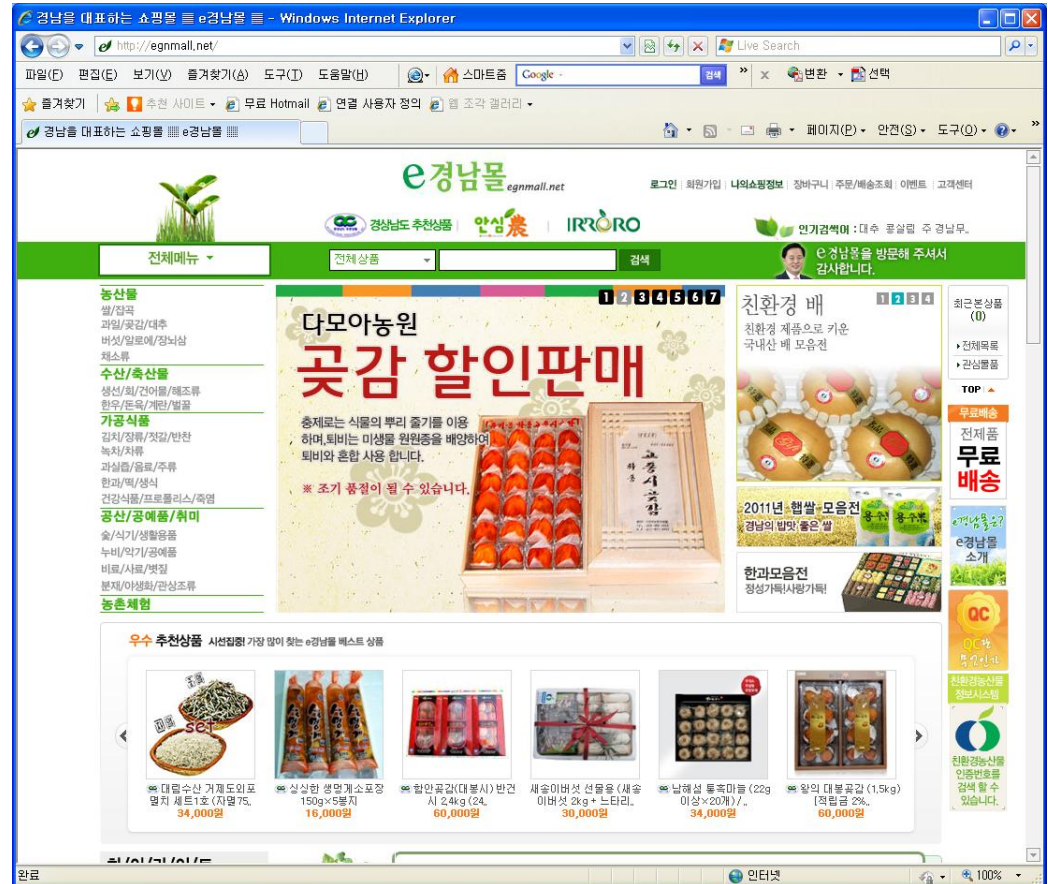 경남을 대표하는 쇼핑몰 ≣ e경남몰 ≣ - Windows Internet Explorer
http://egnmall.net/
Live Search
파일(F) 편집(E) 보기(V) 즐겨찾기(A) 도구(T) 도움말(H)
스마트줌 Google 검색 » x 변환 선택
즐겨찾기 추천 사이트 무료 Hotmail 연결 사용자 정의 웹 조각 갤러리
경남을 대표하는 쇼핑몰 ≣ e경남몰 ≣
페이지(P) 안전(S) 도구(O) »
e경남몰 egnmall.net
로그인 회원가입 나의쇼핑정보 장바구니 주문/배송조회 이벤트 고객센터
경상남도 추천상품 안심農 IRRORO
인기검색어 : 대추 콩살림 주 경남무..
전체메뉴
전체상품 검색
e경남몰을 방문해 주셔서
감사합니다.
농산물
쌀/잡곡
과일/곶감/대추
버섯/알로에/장뇌삼
채소류
수산/축산물
생선/회/건어물/해조류
한우/돈육/계란/벌꿀
가공식품
김치/장류/젓갈/반찬
녹차/차류
과실즙/음료/주류
한과/떡/생식
건강식품/프로폴리스/죽염
공산/공예품/취미
숯/식기/생활용품
누비/악기/공예품
비료/사료/볏짚
분재/야생화/관상조류
농촌체험
1 2 3 4 5 6 7
다모아농원
곶감 할인판매
충제로는 식물의 뿌리 줄기를 이용
하며,퇴비는 미생물 원원종을 배양하여
퇴비와 혼합 사용 합니다.
※ 조기 품절이 될 수 있습니다.
고종시곶감
1 2 3 4
친환경 배
친환경 제품으로 키운
국내산 배 모음전
2011년 햅쌀 모음전
경남의 밥맛 좋은 쌀
한과모음전
정성가득!사랑가득!
최근본상품
(0)
전체목록
관심물품
TOP
무료배송
전제품
무료
배송
e경남몰은?
e경남몰
소개
QC
QC란
무엇인가
친환경농산물
정보시스템
친환경농산물
인증번호를
검색 할 수
있습니다.
우수 추천상품 시선집중! 가장 많이 찾는 e경남몰 베스트 상품
set
대림수산 거제도외포
멸치 세트1호 (자멸75..
34,000원
싱싱한 생멍게소포장
150g×5봉지
16,000원
함안곶감(대봉시) 반건
시 2,4kg (24..
60,000원
새송이버섯 선물용 (새송
이버섯 2kg + 느타리..
30,000원
남해섬 통흑마늘 (22g
이상×20개) /..
34,000원
왕의 대봉곶감 (1,5kg)
[적립금 2%..
60,000원
완료
인터넷
100%